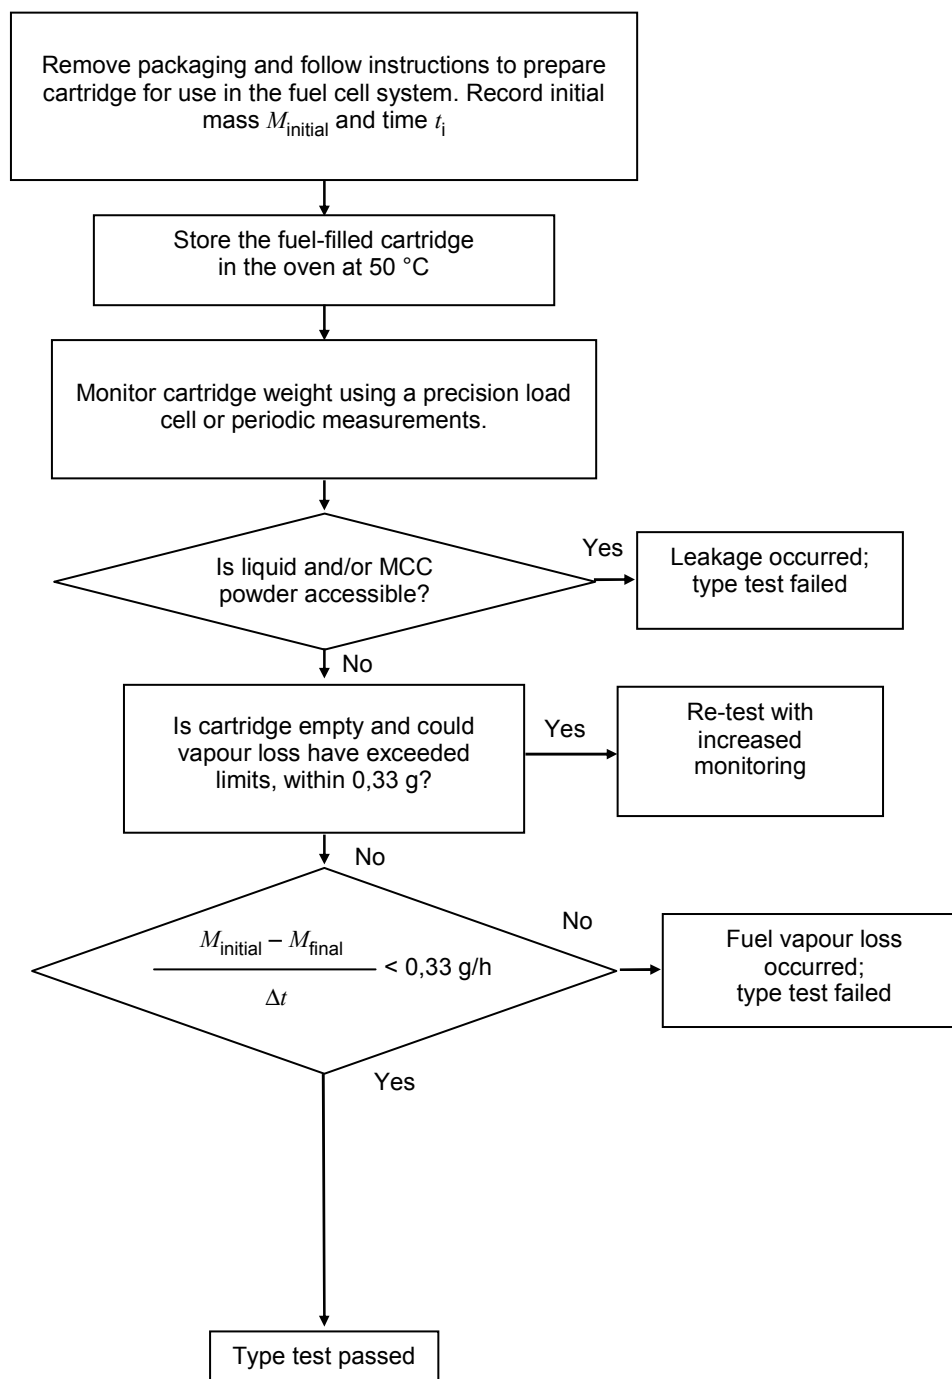 Remove packaging and follow instructions to prepare
cartridge for use in the fuel cell system. Record initial
mass Minitial and time ti
Store the fuel-filled cartridge
in the oven at 50 °C
Monitor cartridge weight using a precision load
cell or periodic measurements.
Is liquid and/or MCC
powder accessible?
Yes
Leakage occurred;
type test failed
No
Is cartridge empty and could
vapour loss have exceeded
limits, within 0,33 g?
Yes
Re-test with
increased
monitoring
No
Minitial – Mfinal
Δt
< 0,33 g/h
No
Fuel vapour loss
occurred;
type test failed
Yes
Type test passed